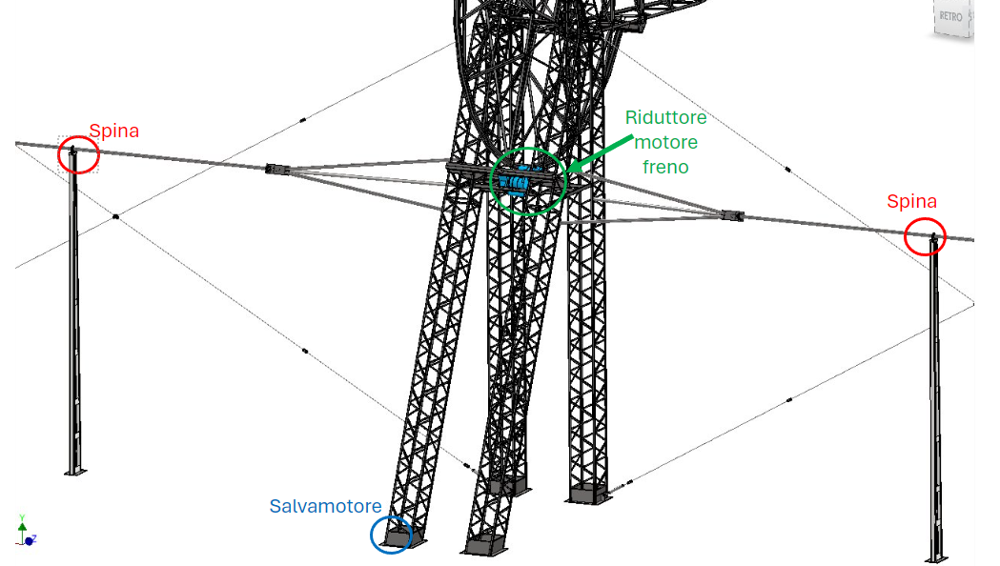 RETRO
Spina
Riduttore
motore
freno
Spina
Salvamotore
Y
Z